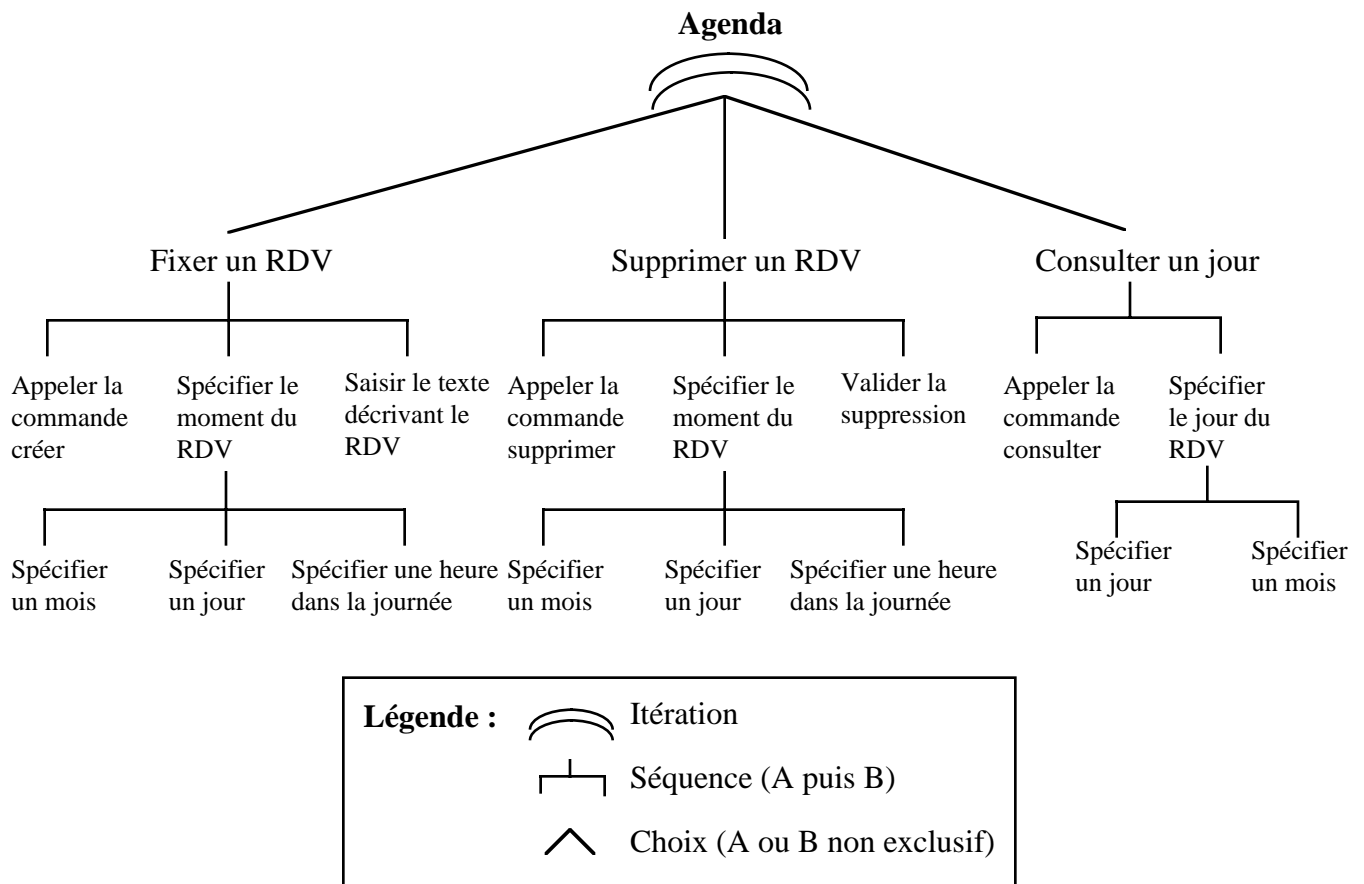 Agenda
Fixer un RDV
Supprimer un RDV
Consulter un jour
Appeler la
commande
créer
Spécifier le
moment du
RDV
Saisir le texte
décrivant le
RDV
Appeler la
commande
supprimer
Spécifier le
moment du
RDV
Valider la
suppression
Appeler la
commande
consulter
Spécifier
le jour du
RDV
Spécifier
un mois
Spécifier
un jour
Spécifier une heure
dans la journée
Spécifier
un mois
Spécifier
un jour
Spécifier une heure
dans la journée
Spécifier
un jour
Spécifier
un mois
Légende :
Itération
Séquence (A puis B)
Choix (A ou B non exclusif)